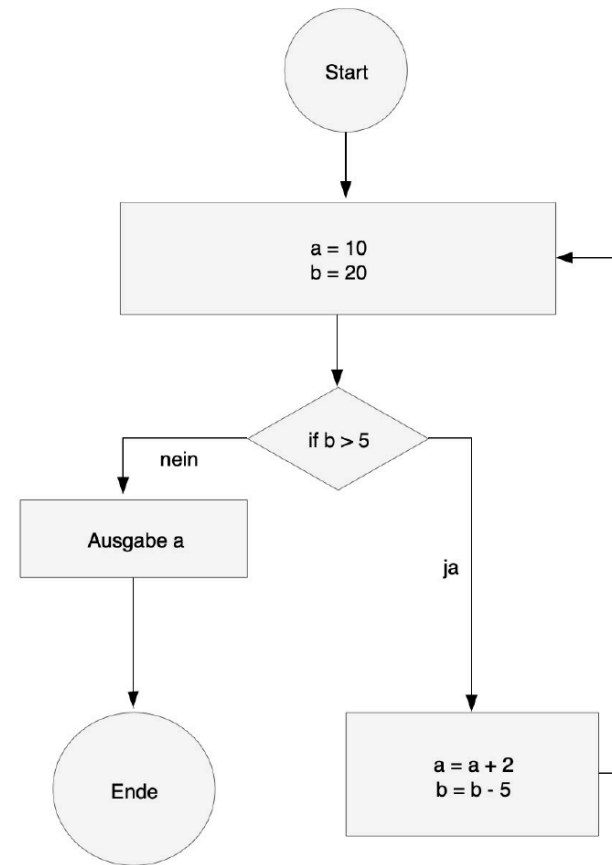 Start
a = 10
b = 20
if b > 5
nein
Ausgabe a
ja
a = a + 2
b = b - 5
Ende